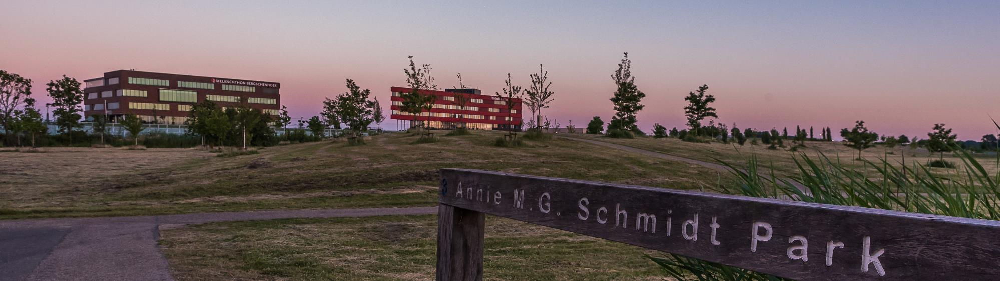 MELANCHTHON BERGSCHENHOEK
3 Annie M.G. Schmidt Park